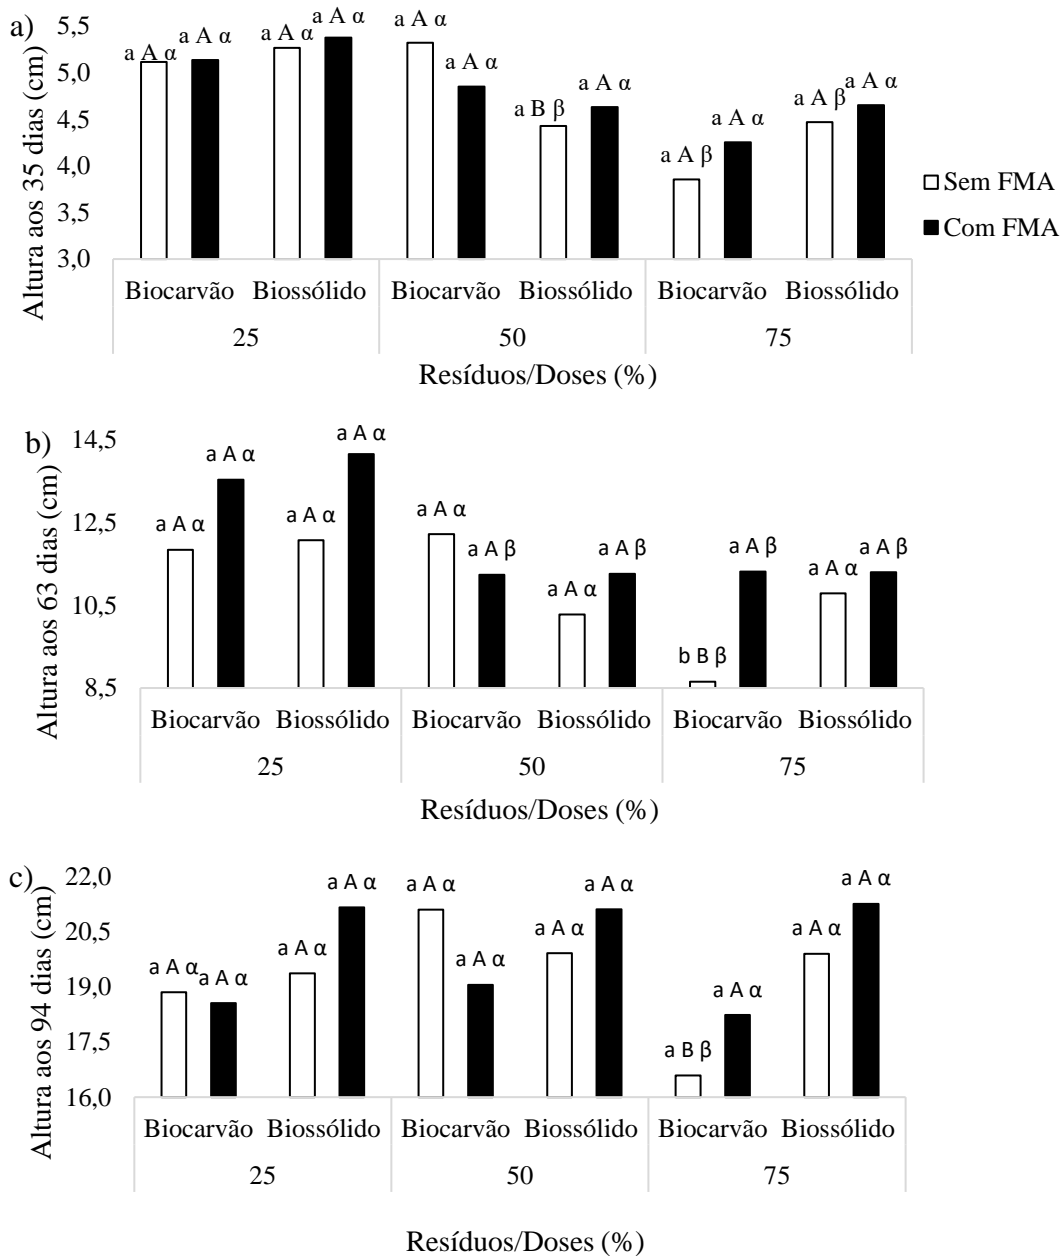 a)
Altura aos 35 dias (cm)
5,5
5,0
4,5
4,0
3,5
3,0
a A α
a A α
a A α
a A α
a A α
a A α
a B β
a A α
a A β
a A α
a A β
a A α
Sem FMA
Com FMA
Biocarvão
Biossólido
Biocarvão
Biossólido
Biocarvão
Biossólido
25
50
75
Resíduos/Doses (%)
b)
Altura aos 63 dias (cm)
14,5
12,5
10,5
8,5
a A α
a A α
a A α
a A α
a A α
a A β
a A α
a A β
b B β
a A β
a A α
a A β
Biocarvão
Biossólido
Biocarvão
Biossólido
Biocarvão
Biossólido
25
50
75
Resíduos/Doses (%)
c)
Altura aos 94 dias (cm)
22,0
20,5
19,0
17,5
16,0
a A α
a A α
a A α
a A α
a A α
a A α
a A α
a A α
a B β
a A α
a A α
a A α
Biocarvão
Biossólido
Biocarvão
Biossólido
Biocarvão
Biossólido
25
50
75
Resíduos/Doses (%)